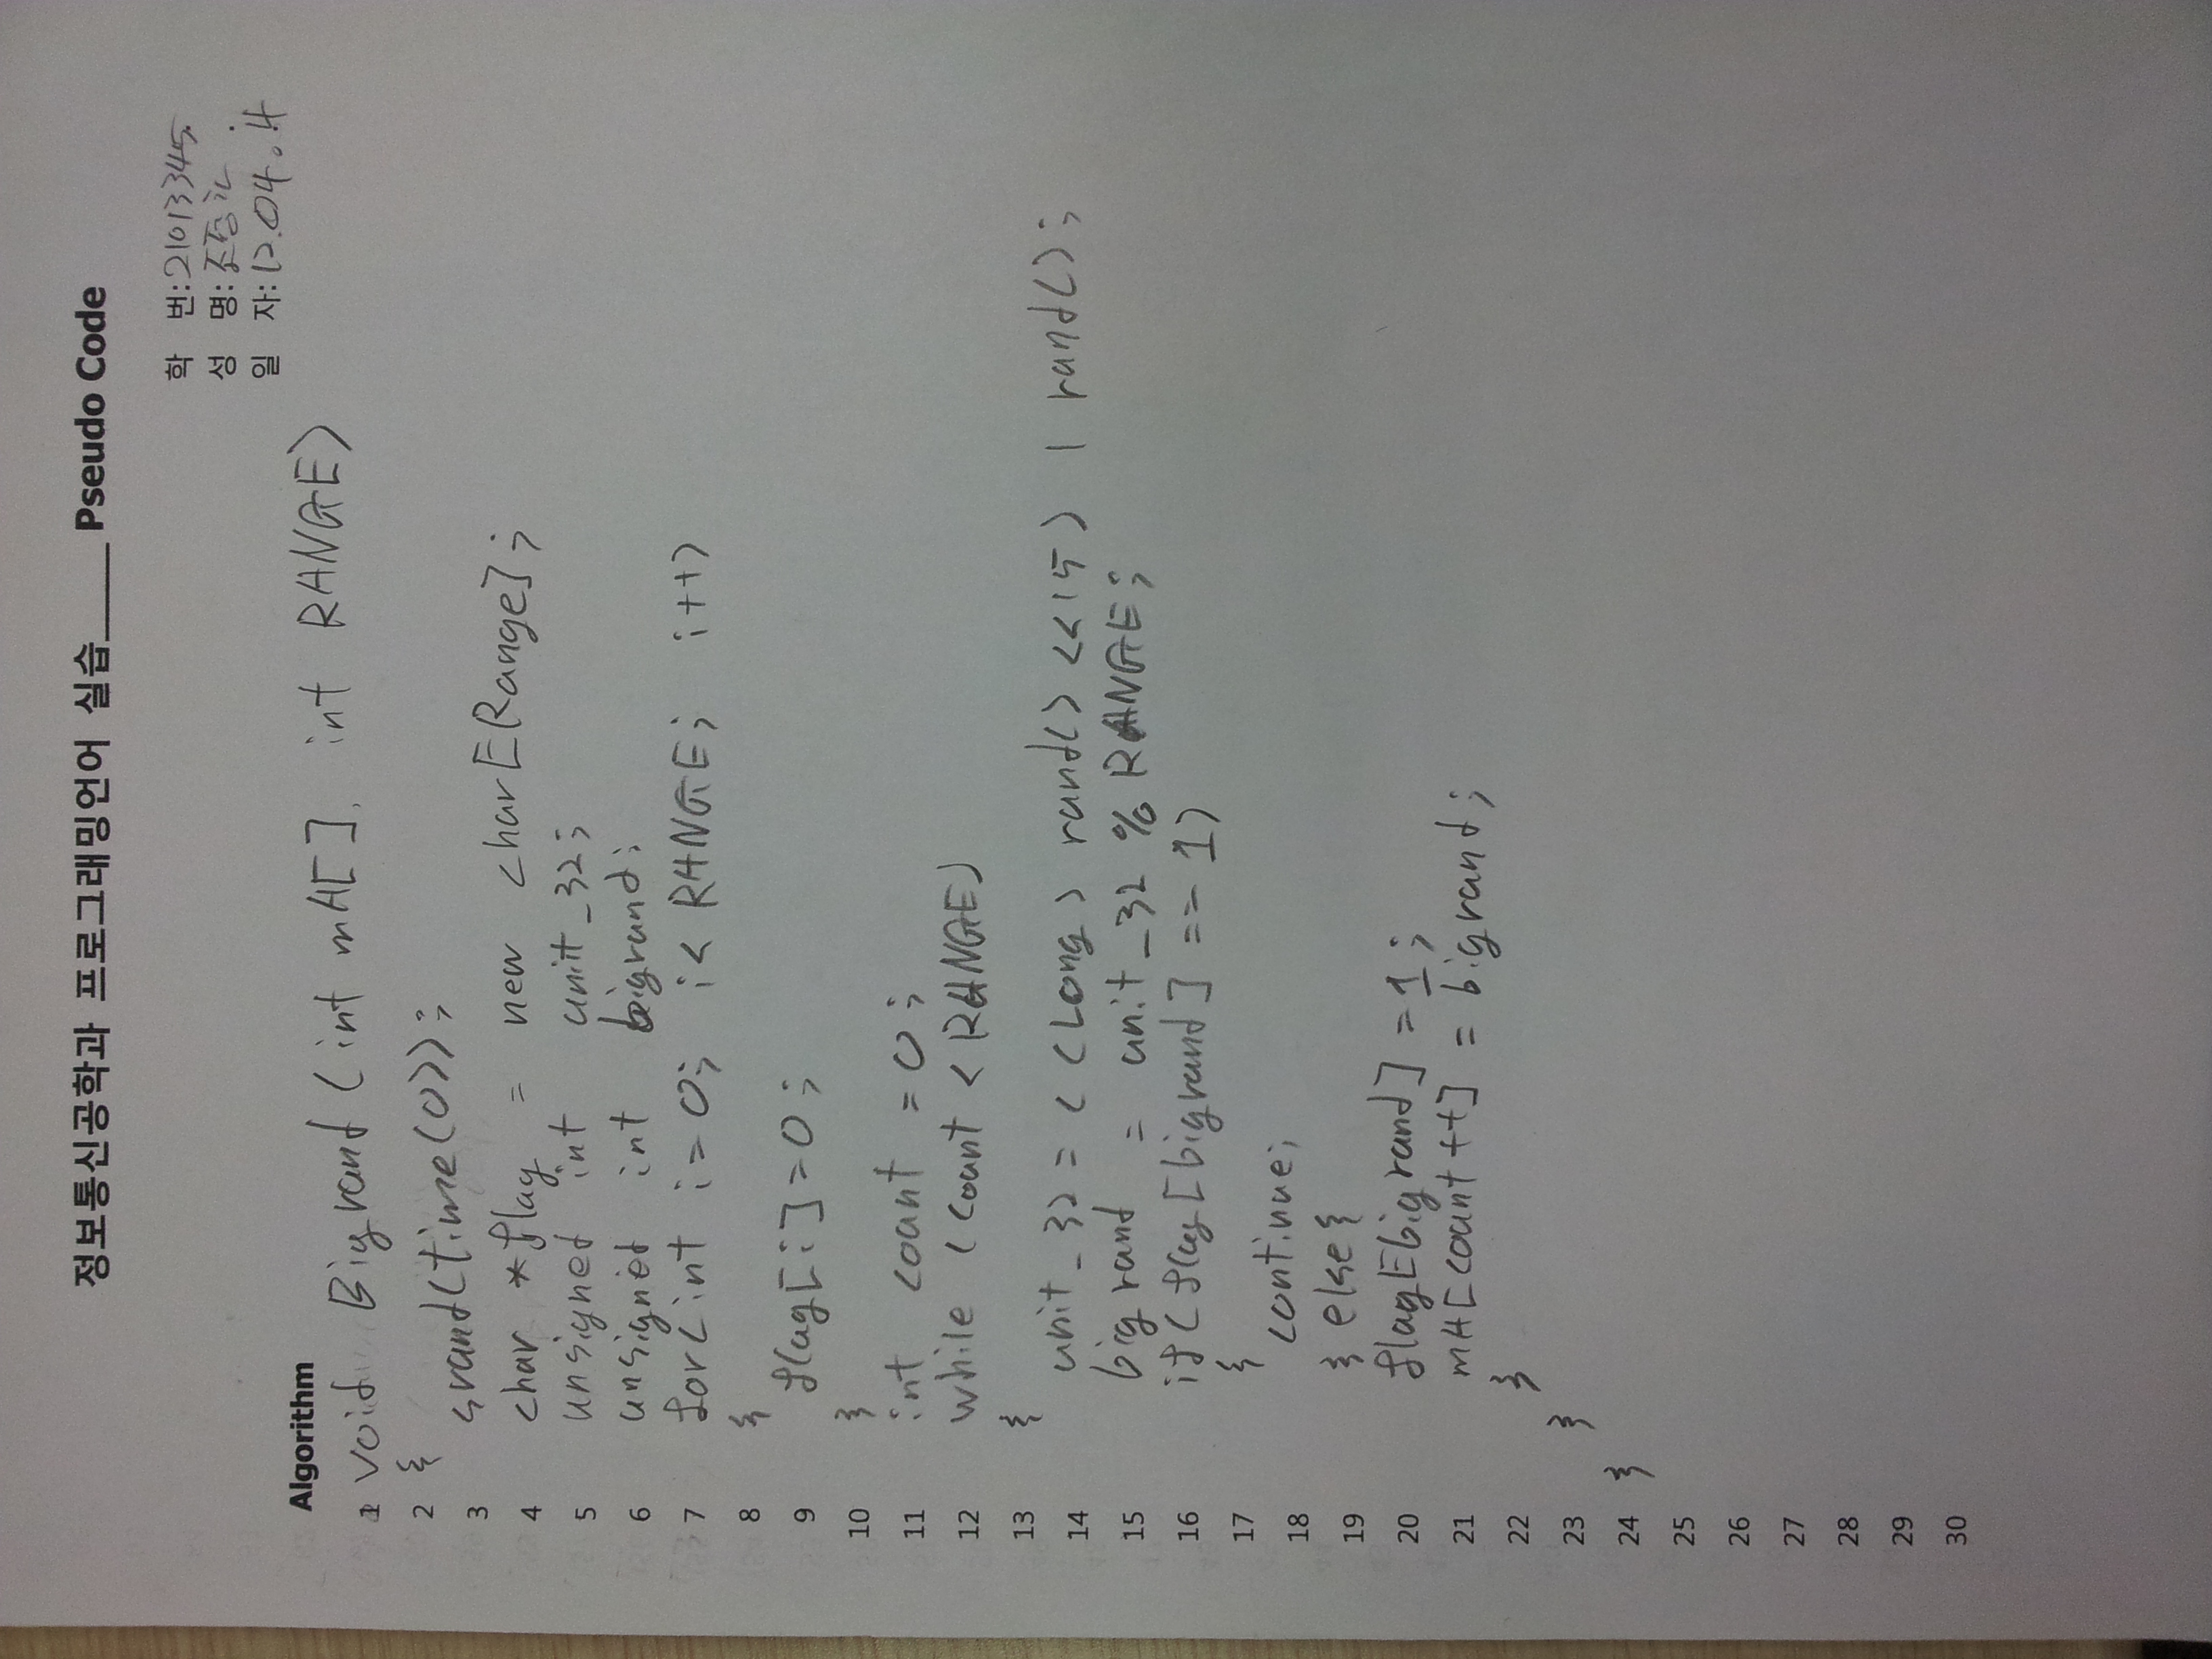 정보통신공학과 프로그래밍언어 실습_____ Pseudo Code
학 번:21013345
성 명:
일 자:12.04.
Algorithm
1 void Bigrand (int mA[], int RANGE)
2 {
3 srand(time(0));
4 char *flag = new char[Range];
5 unsigned int unit_32;
6 unsigned int bigrand;
7 for(int i=0; i<RANGE; i++)
8 {
9 flag[i]=0;
10 }
11 int count =0;
12 while (count < RANGE)
13 {
14 unit_32 = ((long) rand() <<15) | rand();
15 bigrand = unit_32 % RANGE;
16 if(flag[bigrand] == 1)
17 {
18 continue;
19 } else {
20 flag[bigrand] =1;
21 mA[count++] = bigrand;
22 }
23 }
24 }
25
26
27
28
29
30